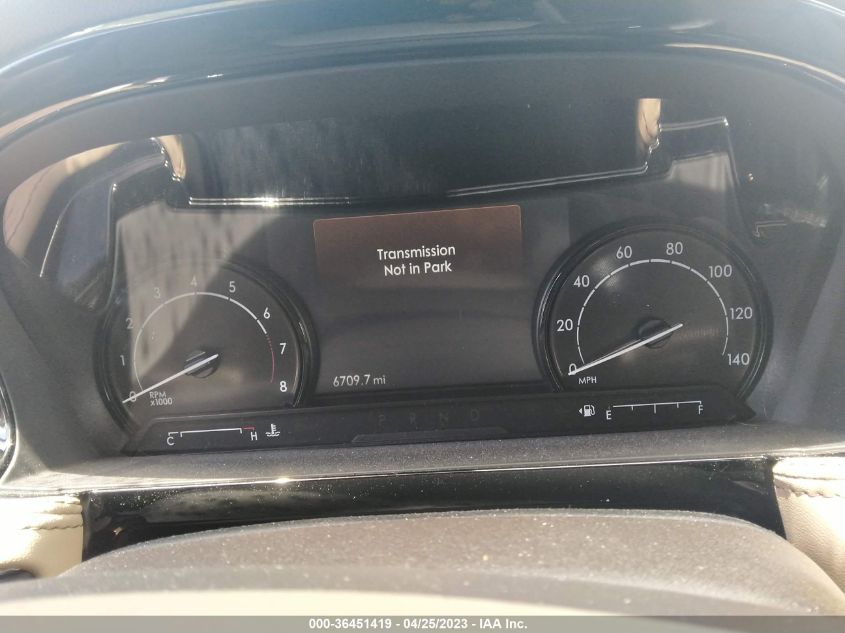 Transmission
Not in Park
0 1 2 3 4 5 6 7 8
RPM
x1000
6709.7 mi
0 20 40 60 80 100 120 140
MPH
C H
P R N D
E F
000-36451419 - 04/25/2023 - IAA Inc.